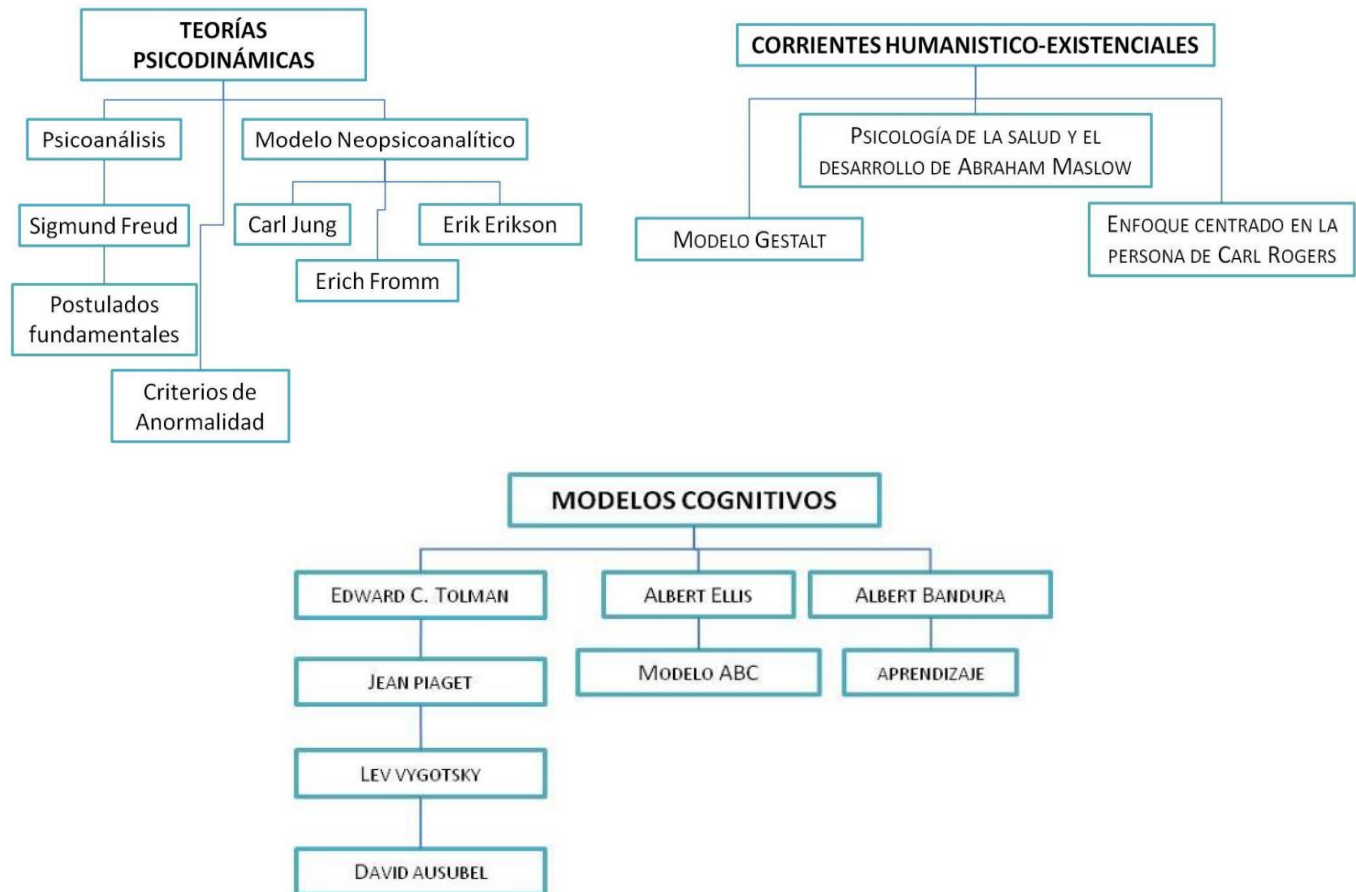 TEORÍAS
PSICODINÁMICAS
Psicoanálisis
Modelo Neopsicoanalítico
Sigmund Freud
Carl Jung
Erik Erikson
Erich Fromm
Postulados
fundamentales
Criterios de
Anormalidad
CORRIENTES HUMANISTICO-EXISTENCIALES
PSICOLOGÍA DE LA SALUD Y EL
DESARROLLO DE ABRAHAM MASLOW
MODELO GESTALT
ENFOQUE CENTRADO EN LA
PERSONA DE CARL ROGERS
MODELOS COGNITIVOS
EDWARD C. TOLMAN
ALBERT ELLIS
ALBERT BANDURA
JEAN PIAGET
MODELO ABC
APRENDIZAJE
LEV VYGOTSKY
DAVID AUSUBEL